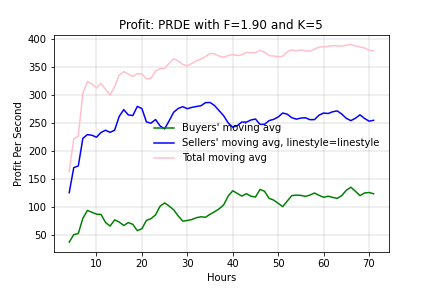 Profit: PRDE with F=1.90 and K=5
400
350
300
250
200
150
100
50
Profit Per Second
Buyers' moving avg
Sellers' moving avg, linestyle=linestyle
Total moving avg
10 20 30 40 50 60 70
Hours